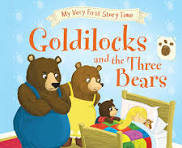 My Very First Story Time
Goldilocks
and the Three
Bears